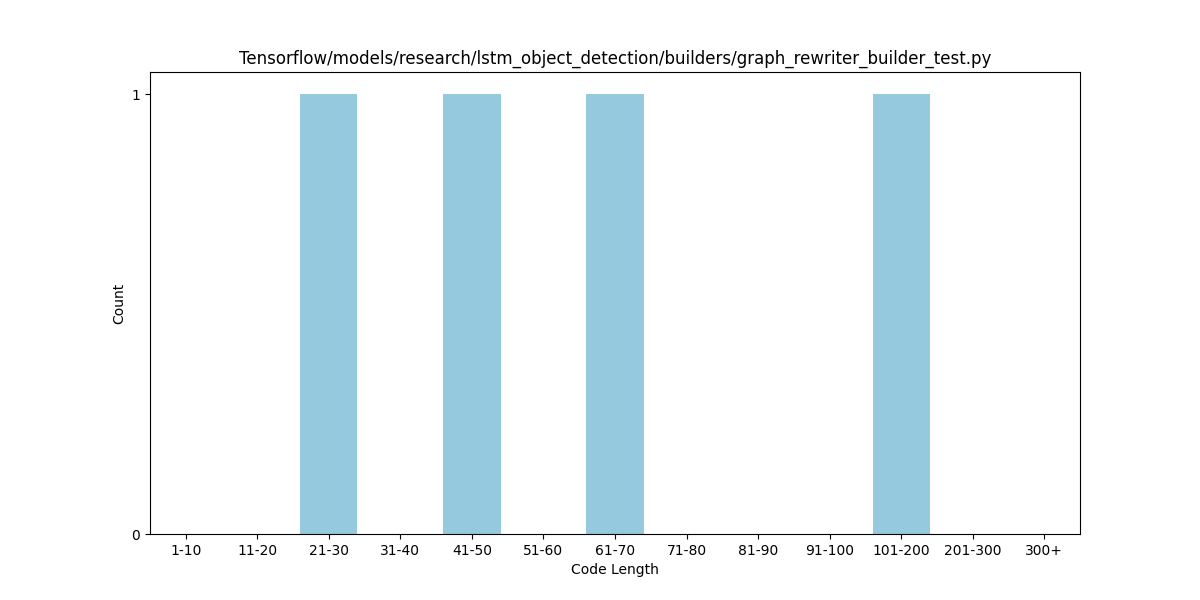 Tensorflow/models/research/lstm_object_detection/builders/graph_rewriter_builder_test.py
1
Count
0
1-10 11-20 21-30 31-40 41-50 51-60 61-70 71-80 81-90 91-100 101-200 201-300 300+
Code Length